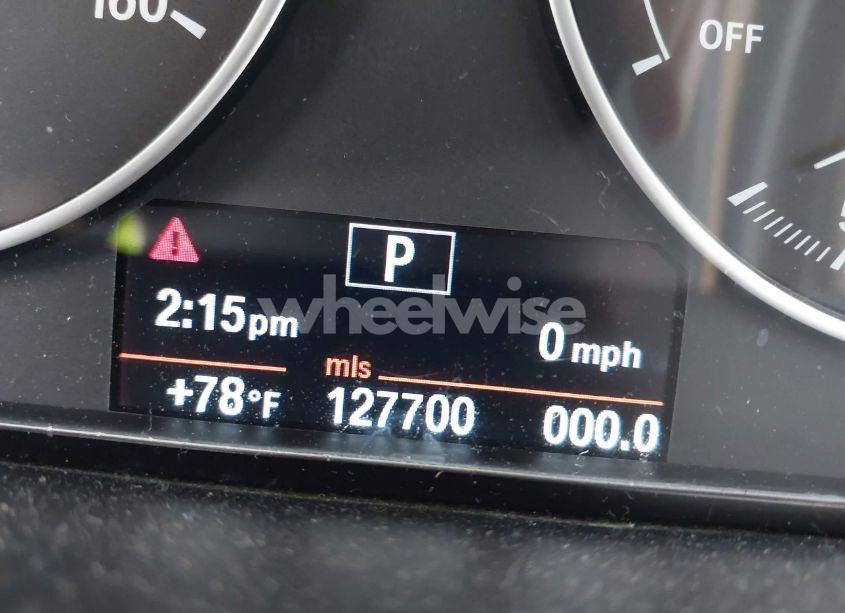 160
OFF
P
wheelwise
2:15pm
0 mph
mls
+78°F 127700 000.0